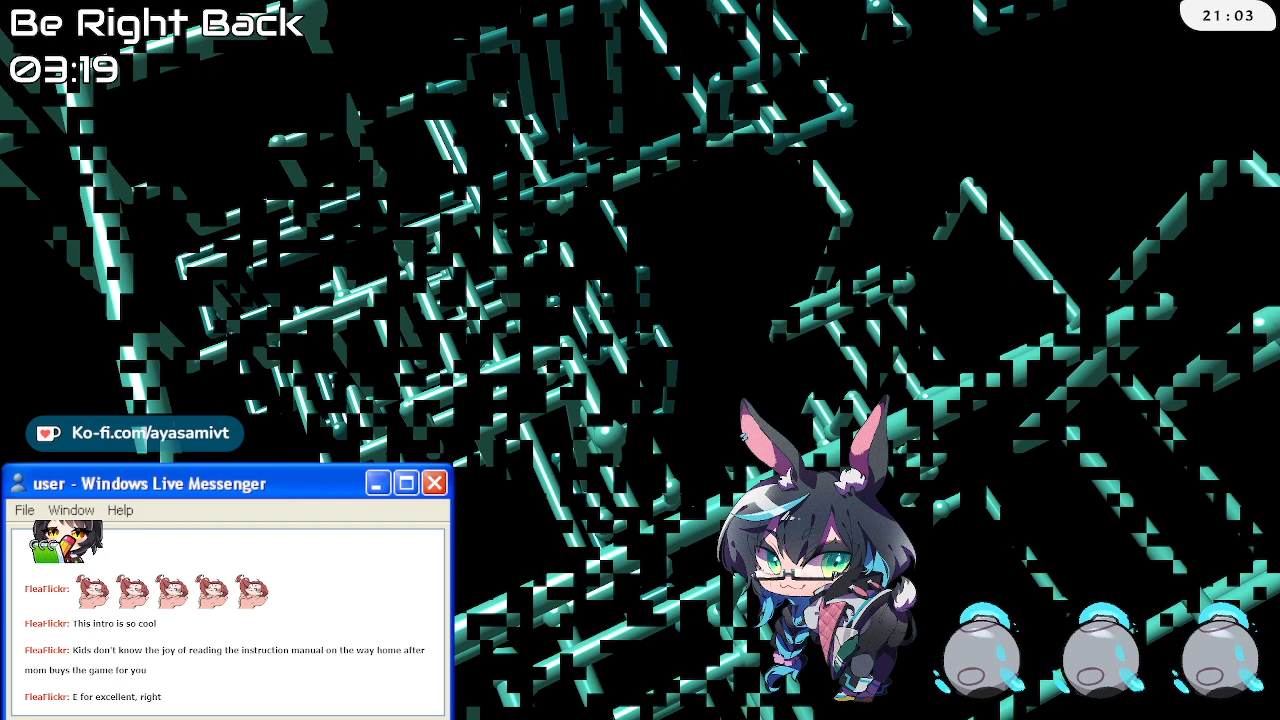 Be Right Back
03:19
21:03
Ko-fi.com/ayasamivt
user - Windows Live Messenger
File Window Help
FleaFlickr:
FleaFlickr: This intro is so cool
FleaFlickr: Kids don't know the joy of reading the instruction manual on the way home after
mom buys the game for you
FleaFlickr: E for excellent, right